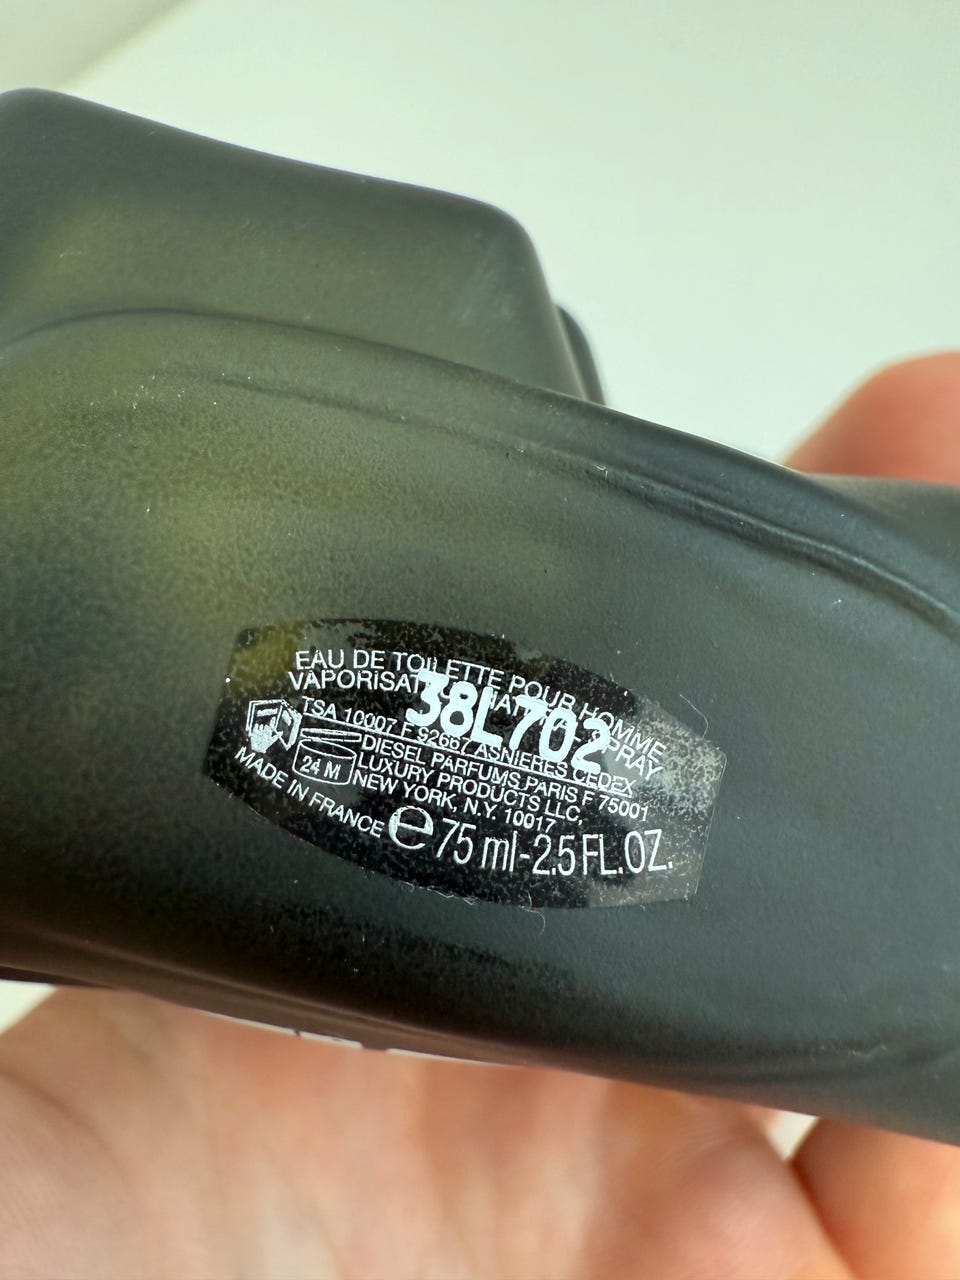 EAU DE TOILETTE POUR HOMME
38L702
SPRAY
TSA 10007 F 92667 ASNIERES CEDEX
DIESEL PARFUMS PARIS F 75001
LUXURY PRODUCTS LLC,
NEW YORK, N.Y. 10017
24 M
MADE IN FRANCE
e 75 ml-2.5 FL.OZ.